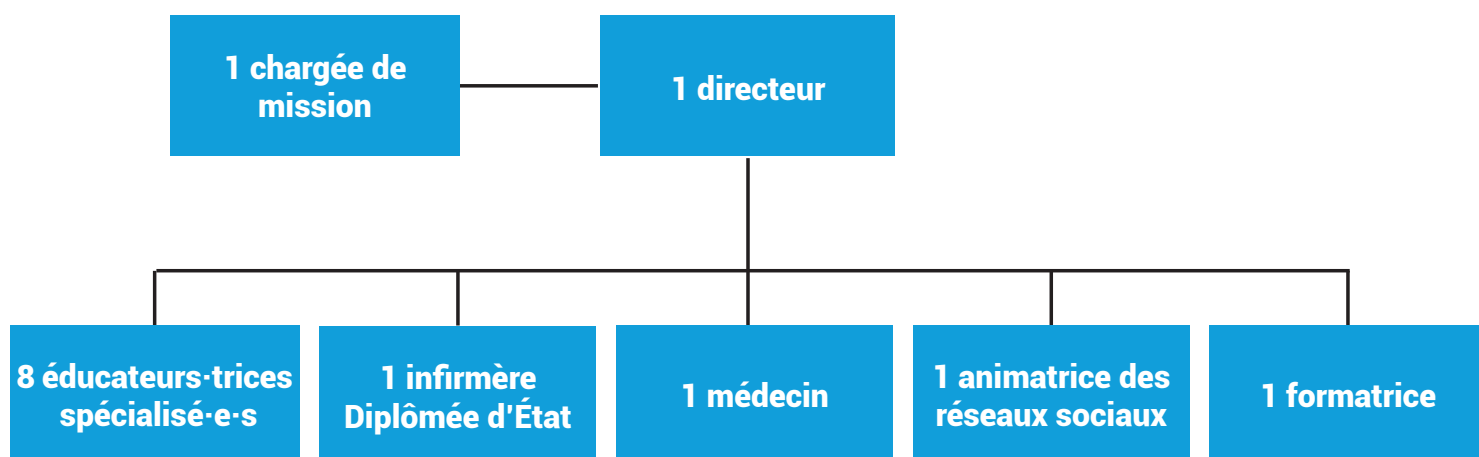 1 chargée de
mission
1 directeur
8 éducateurs·trices
spécialisé·e·s
1 infirmère
Diplômée d'État
1 médecin
1 animatrice des
réseaux sociaux
1 formatrice